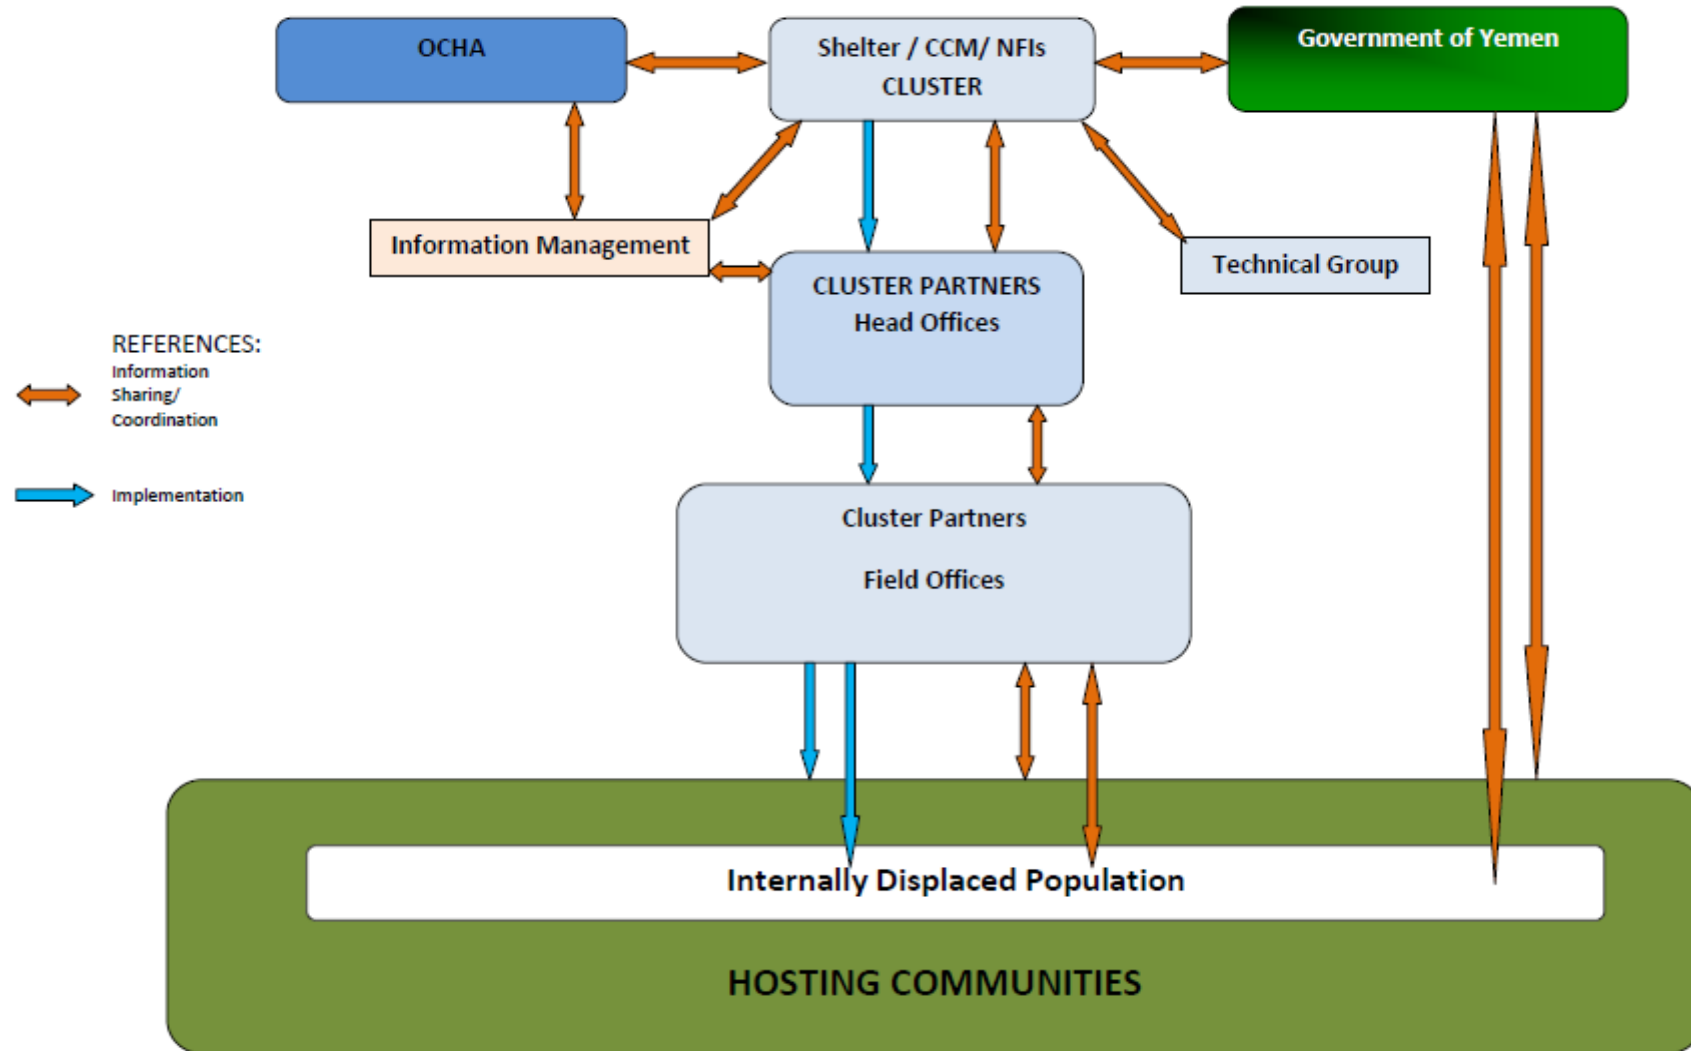 OCHA
Shelter / CCM/ NFIs
CLUSTER
Government of Yemen
Information Management
Technical Group
CLUSTER PARTNERS
Head Offices
REFERENCES:
Information
Sharing/
Coordination
Implementation
Cluster Partners
Field Offices
Internally Displaced Population
HOSTING COMMUNITIES